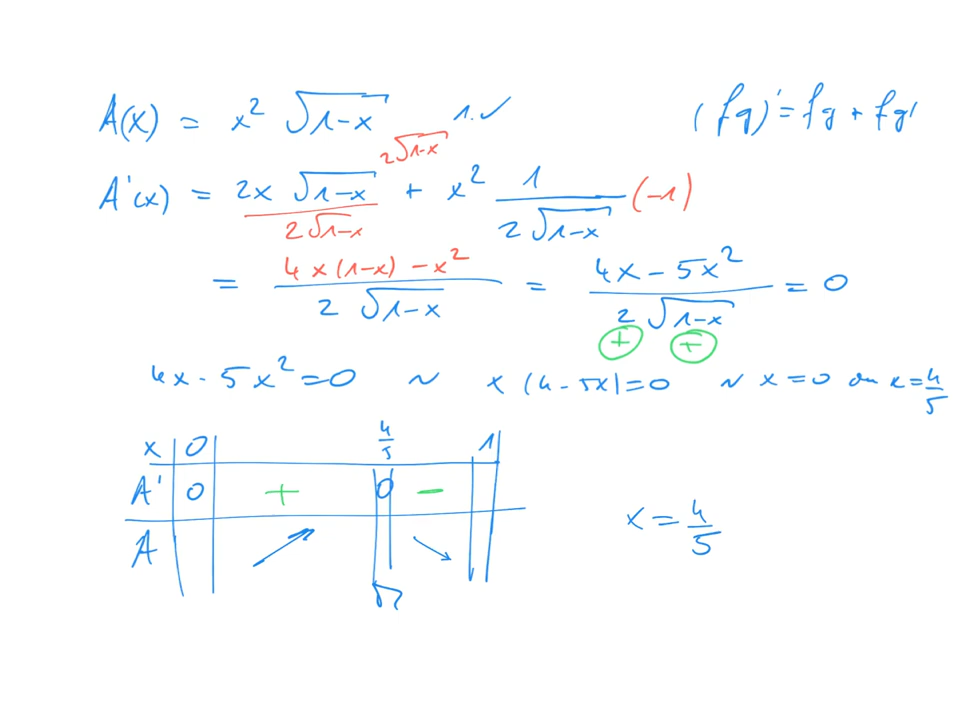 A(x) = x² √(1-x) 1. ✓ (fg)' = fg + fg'
2√(1-x)
A'(x) = 2x √(1-x) / 2√(1-x) + x² 1 / 2√(1-x) (-1)
= 4x(1-x) - x² / 2√(1-x) = 4x - 5x² / 2√(1-x) = 0
+ +
4x - 5x² = 0 ~ x(4-5x) = 0 ~ x = 0 ou x = 4/5
x 0 4/5 1
A' 0 + 0 -
x = 4/5
A ↗ ↘